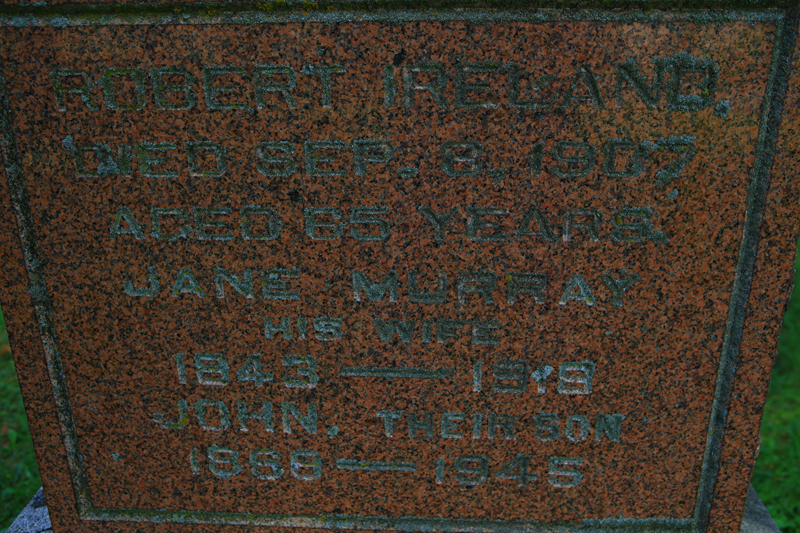 ROBERT IRELAND,
DIED SEP. 8, 1907,
AGED 65 YEARS.
JANE MURRAY
HIS WIFE
1843 — 1919
JOHN, THEIR SON
1868 — 1945